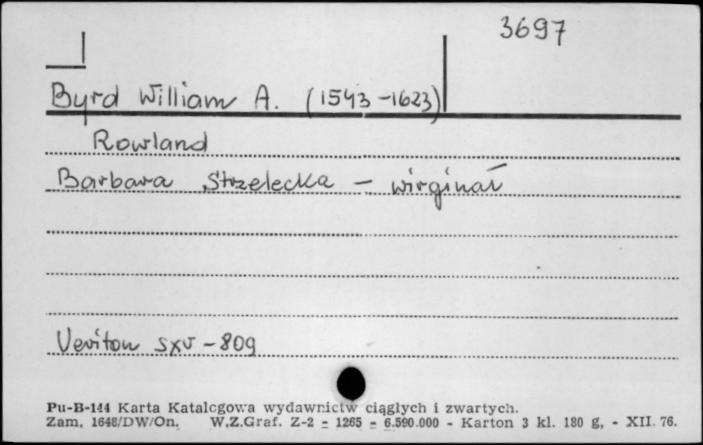 3697
Byrd William A. (1543-1623)
Rowland
Barbara Strzelecka - wirginał
Veriton SXV-809
Pu-B-144 Karta Katalogowa wydawnictw ciągłych i zwartych.
Zam. 1648/DW/On. W.Z.Graf. Z-2 = 1265 = 6.590.000 - Karton 3 kl. 180 g, - XII. 76.